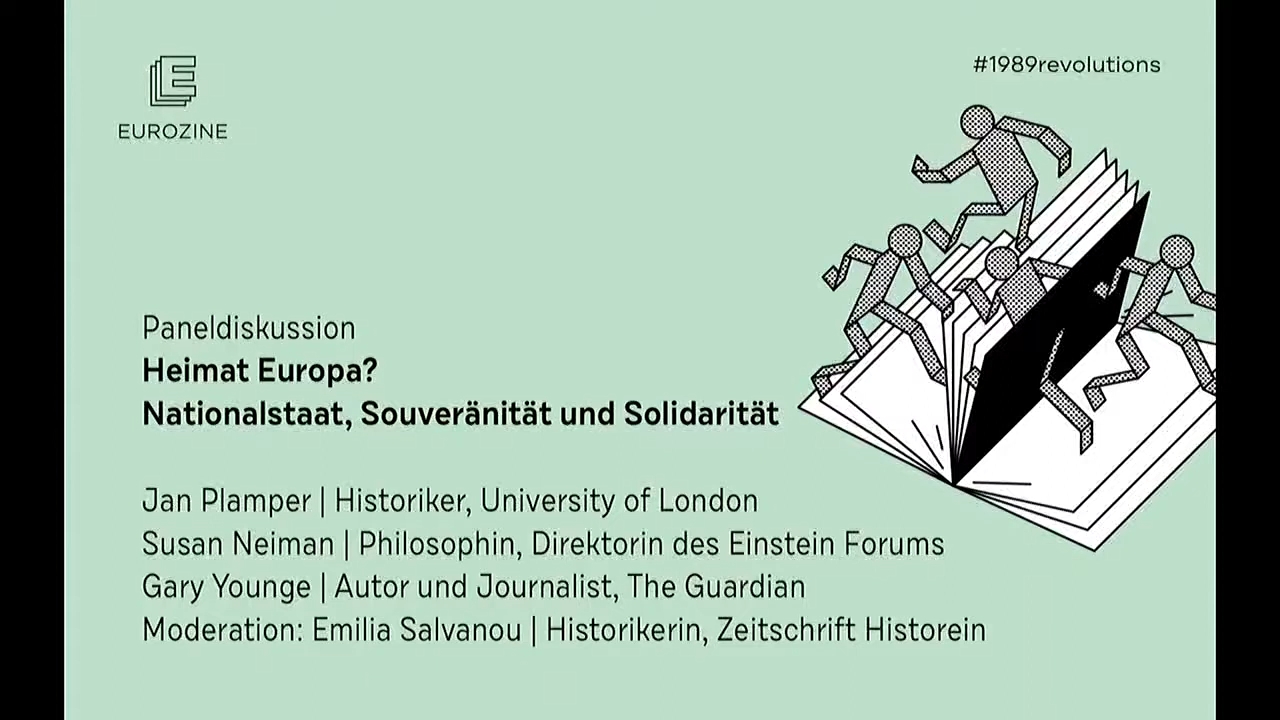 EUROZINE
#1989revolutions
Paneldiskussion
Heimat Europa?
Nationalstaat, Souveränität und Solidarität
Jan Plamper | Historiker, University of London
Susan Neiman | Philosophin, Direktorin des Einstein Forums
Gary Younge | Autor und Journalist, The Guardian
Moderation: Emilia Salvanou | Historikerin, Zeitschrift Historein